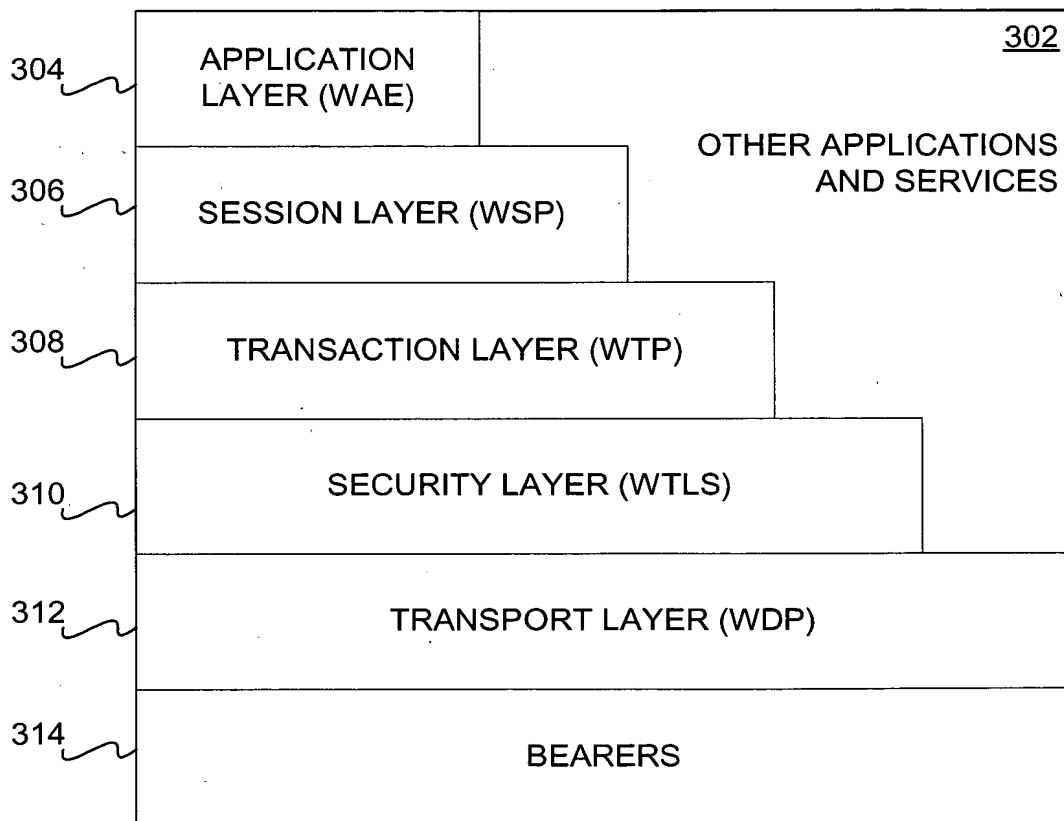 302
304
APPLICATION
LAYER (WAE)
OTHER APPLICATIONS
AND SERVICES
306
SESSION LAYER (WSP)
308
TRANSACTION LAYER (WTP)
310
SECURITY LAYER (WTLS)
312
TRANSPORT LAYER (WDP)
314
BEARERS